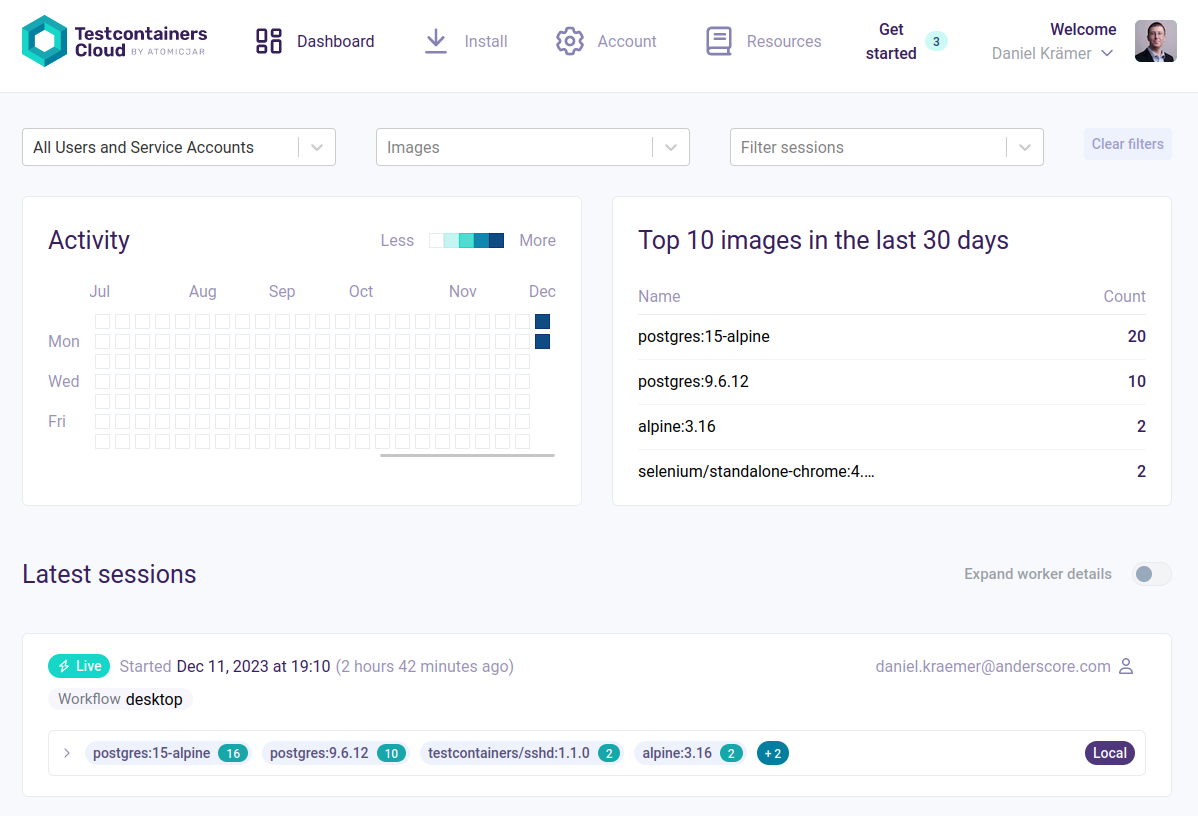 Testcontainers
Cloud BY ATOMICJAR
Dashboard
Install
Account
Resources
Get
started
3
Welcome
Daniel Krämer
All Users and Service Accounts
Images
Filter sessions
Clear filters
Activity
Less
More
Jul Aug Sep Oct Nov Dec
Mon
Wed
Fri
Top 10 images in the last 30 days
Name Count
postgres:15-alpine 20
postgres:9.6.12 10
alpine:3.16 2
selenium/standalone-chrome:4.… 2
Latest sessions
Expand worker details
Live Started Dec 11, 2023 at 19:10 (2 hours 42 minutes ago)
daniel.kraemer@anderscore.com
Workflow desktop
postgres:15-alpine 16 postgres:9.6.12 10 testcontainers/sshd:1.1.0 2 alpine:3.16 2 +2 Local